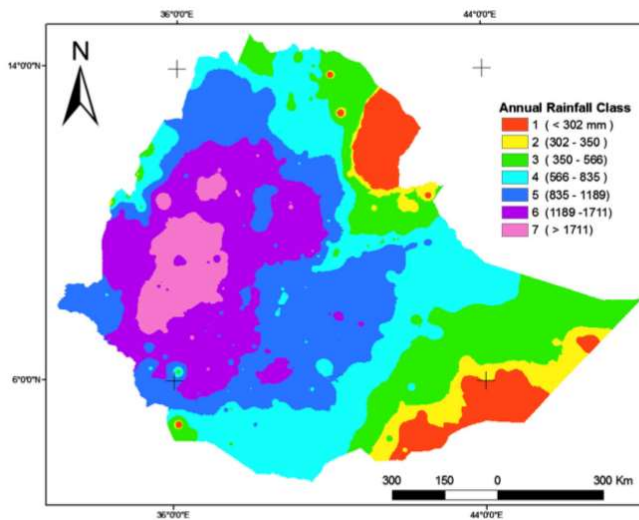 36°0'0"E 44°0'0"E
N
14°0'0"N
Annual Rainfall Class
1 ( < 302 mm )
2 (302 - 350)
3 (350 - 566)
4 (566 - 835)
5 (835 - 1189)
6 (1189 -1711)
7 (> 1711)
6°0'0"N
300 150 0 300 Km
36°0'0"E 44°0'0"E